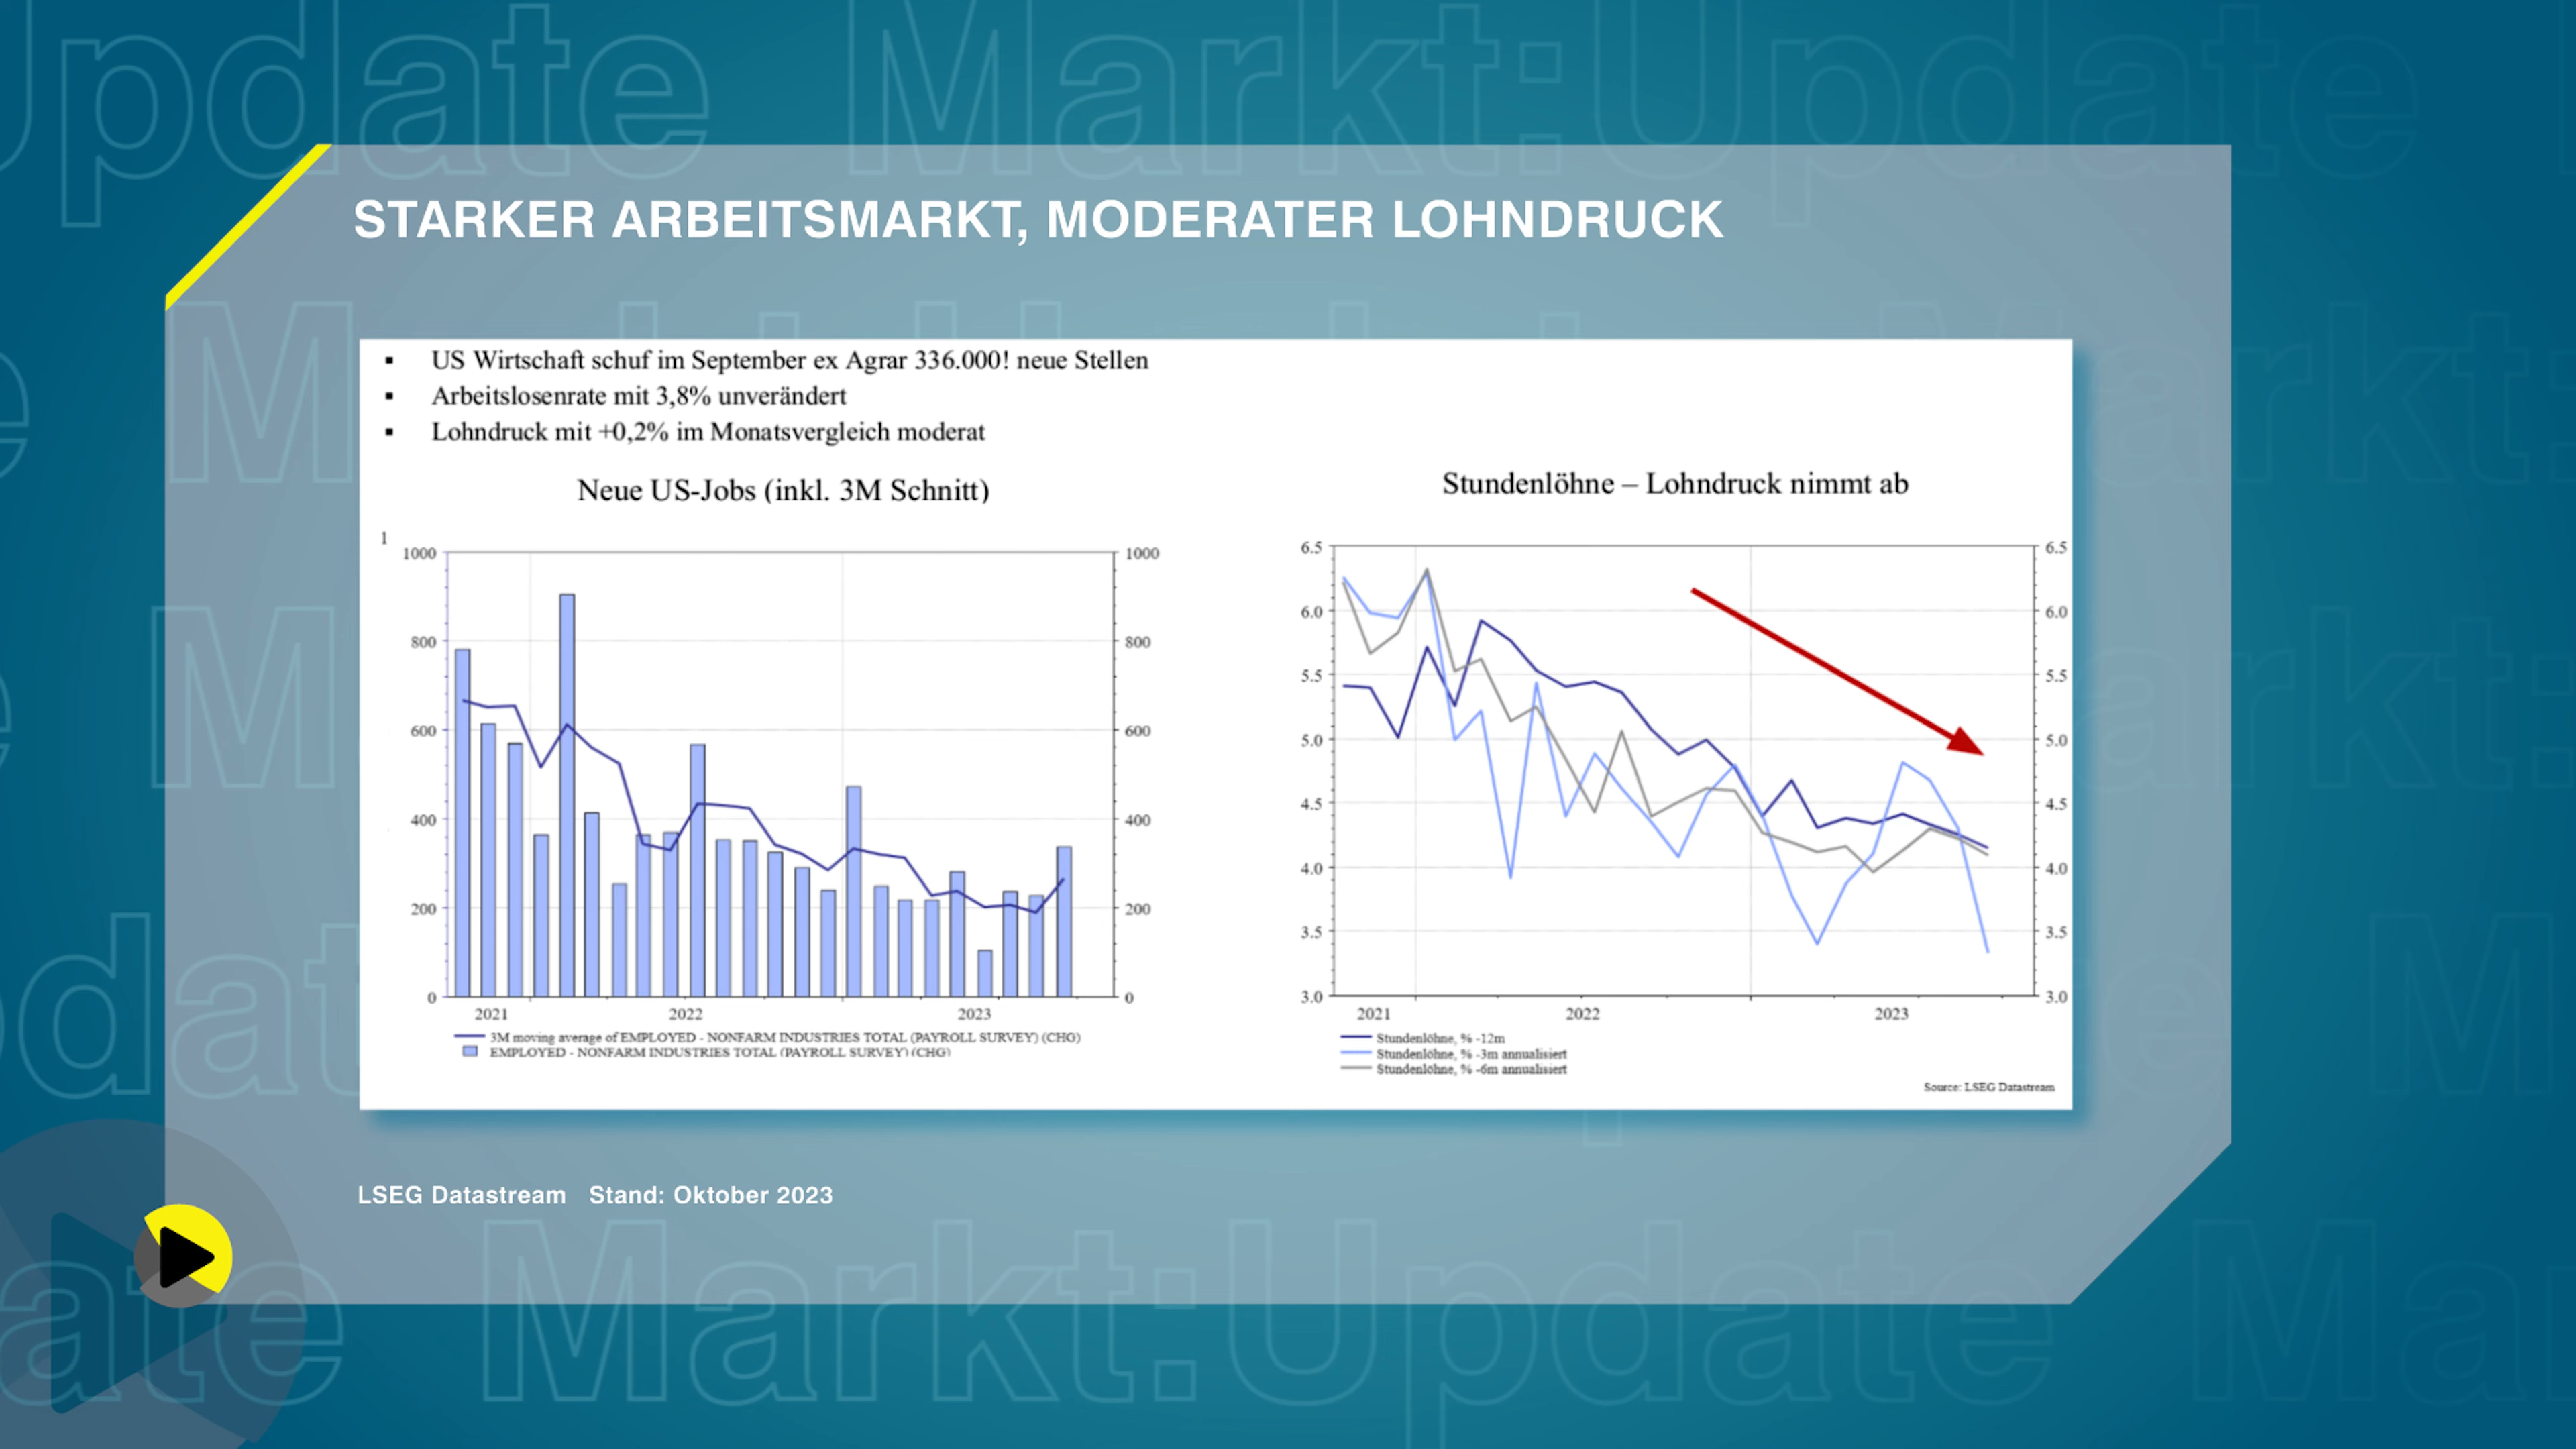 STARKER ARBEITSMARKT, MODERATER LOHNDRUCK
▪ US Wirtschaft schuf im September ex Agrar 336.000! neue Stellen
▪ Arbeitslosenrate mit 3,8% unverändert
▪ Lohndruck mit +0,2% im Monatsvergleich moderat
Neue US-Jobs (inkl. 3M Schnitt)
1
1000 1000
800 800
600 600
400 400
200 200
0 0
2021 2022 2023
3M moving average of EMPLOYED - NONFARM INDUSTRIES TOTAL (PAYROLL SURVEY) (CHG)
EMPLOYED - NONFARM INDUSTRIES TOTAL (PAYROLL SURVEY) (CHG)
Stundenlöhne – Lohndruck nimmt ab
6.5 6.5
6.0 6.0
5.5 5.5
5.0 5.0
4.5 4.5
4.0 4.0
3.5 3.5
3.0 3.0
2021 2022 2023
Stundenlöhne, % -12m
Stundenlöhne, % -3m annualisiert
Stundenlöhne, % -6m annualisiert
Source: LSEG Datastream
LSEG Datastream Stand: Oktober 2023
Update Markt:Update
Markt:Update